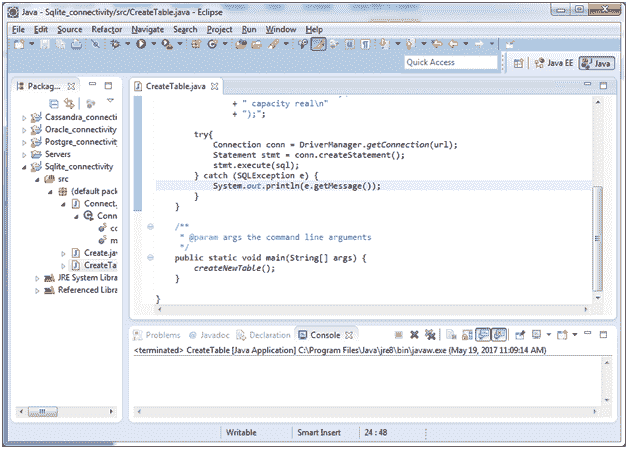 Java - Sqlite_connectivity/src/CreateTable.java - Eclipse
File Edit Source Refactor Navigate Search Project Run Window Help
Quick Access
Java EE
Java
Packag...
Cassandra_connecti
Oracle_connectivity
Postgre_connectivity
Servers
Sqlite_connectivity
src
(default pack
Connect.
Conn
co
m
Create.jav
CreateTa
JRE System Libra
Referenced Libra
CreateTable.java
+ " capacity real\n"
+ ");";
try{
Connection conn = DriverManager.getConnection(url);
Statement stmt = conn.createStatement();
stmt.execute(sql);
} catch (SQLException e) {
System.out.println(e.getMessage());
}
}
/**
* @param args the command line arguments
*/
public static void main(String[] args) {
createNewTable();
}
}
Problems @ Javadoc Declaration Console
<terminated> CreateTable [Java Application] C:\Program Files\Java\jre8\bin\javaw.exe (May 19, 2017 11:09:14 AM)
Writable Smart Insert 24 : 48